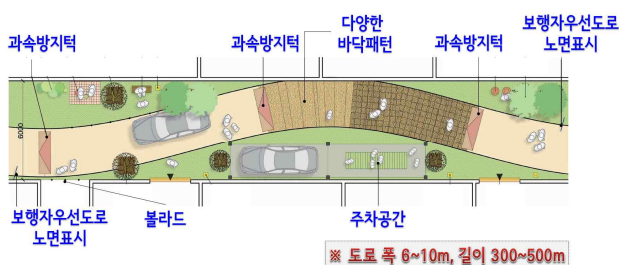 과속방지턱
과속방지턱
다양한
바닥패턴
과속방지턱
보행자우선도로
노면표시
6000
보행자우선도로
노면표시
볼라드
주차공간
※ 도로 폭 6~10m, 길이 300~500m